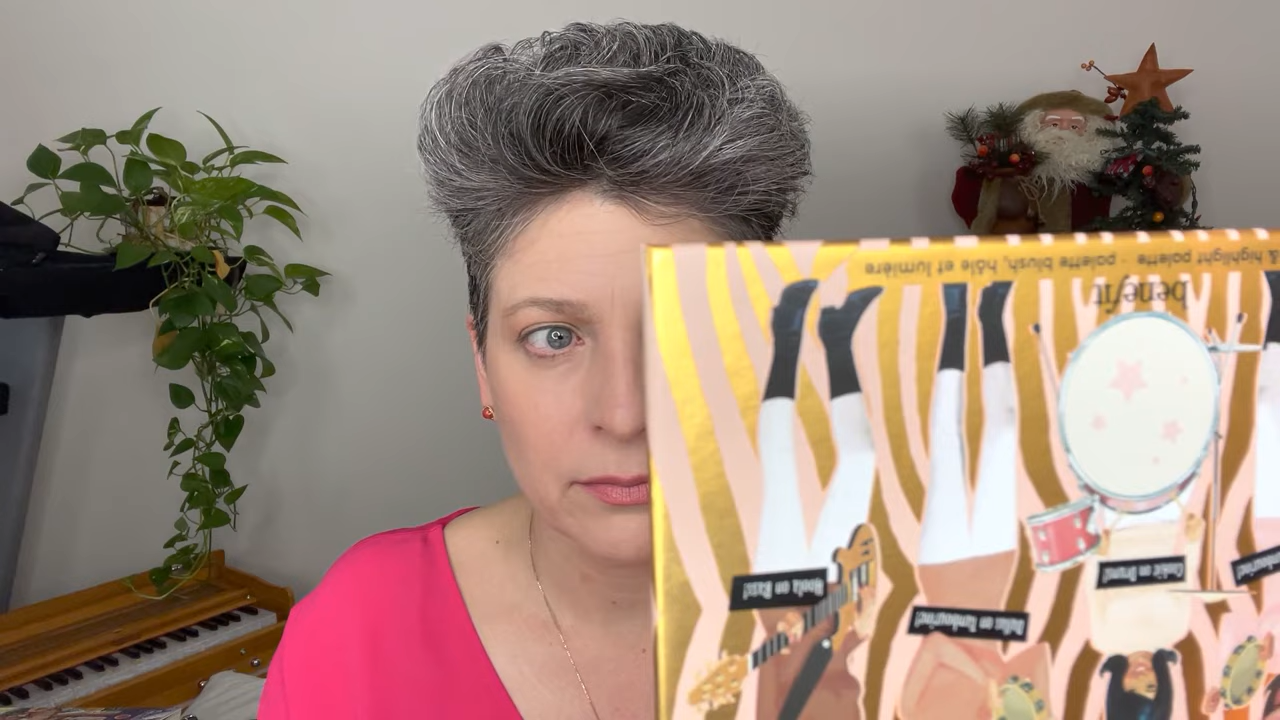 Cookie on Drums!
Dallas on Tambourine!
Hoola on Bass!
benefit
& highlight palette · palette blush, hâle et lumière